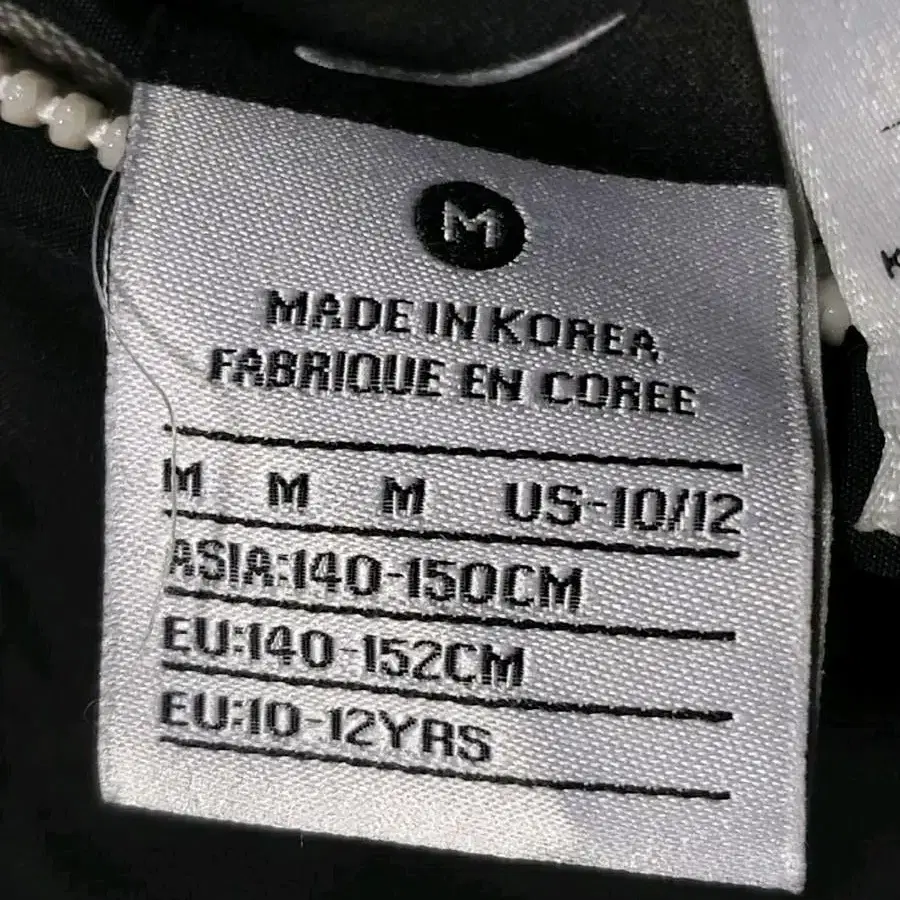 M
MADE IN KOREA
FABRIQUE EN COREE
M M M US-10/12
ASIA:140-150CM
EU:140-152CM
EU:10-12YRS